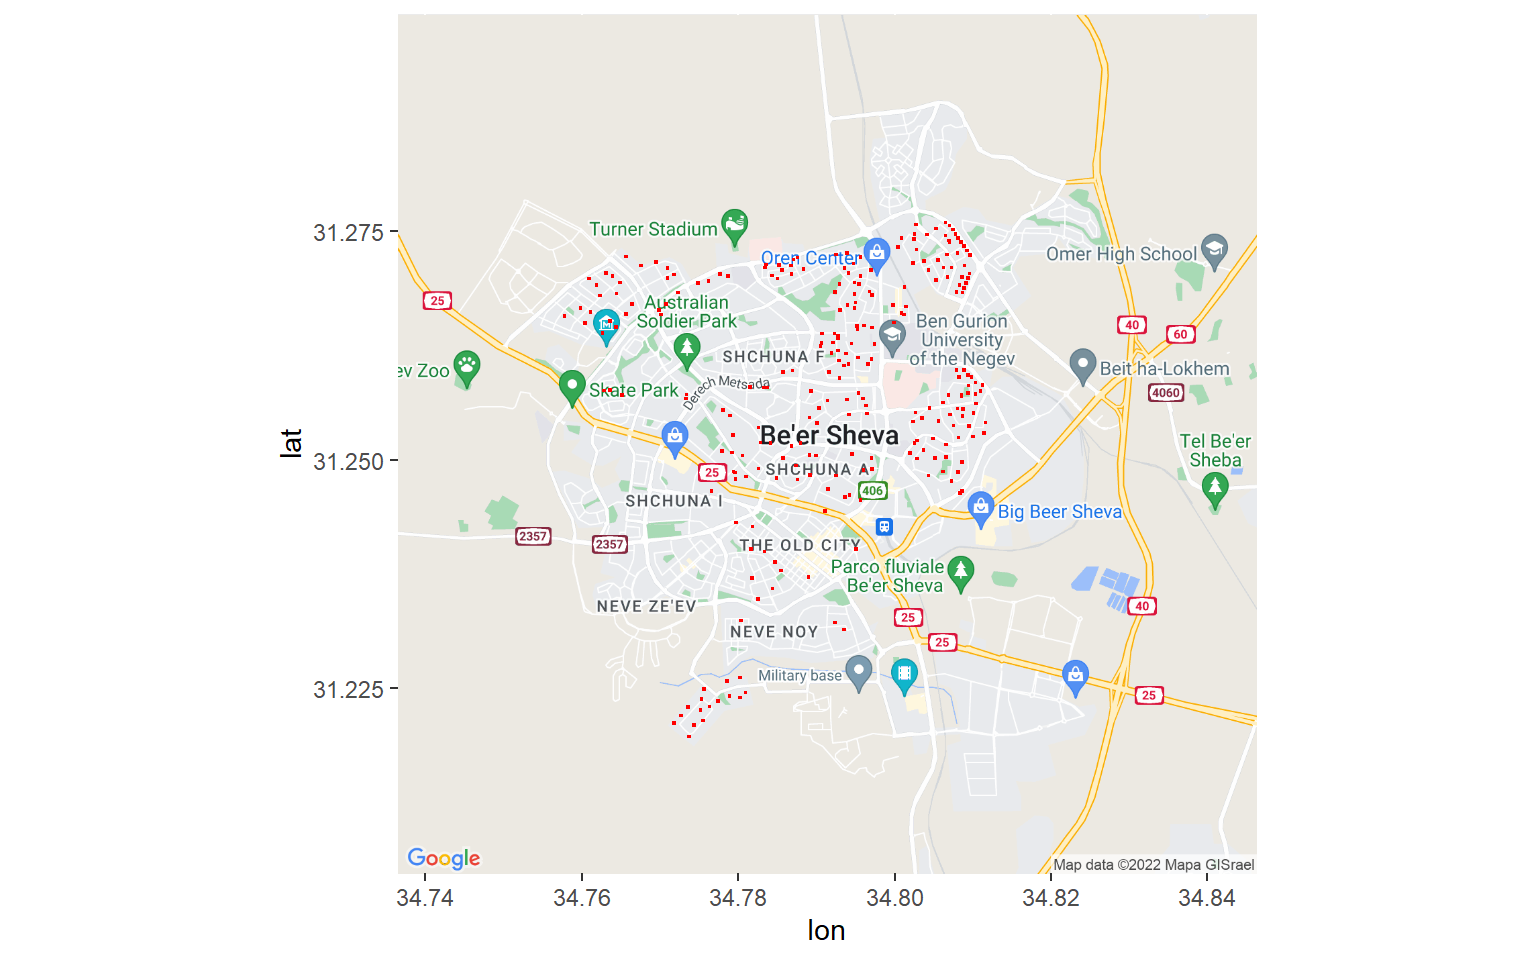 31.275
Turner Stadium
Oren Center
Omer High School
25
Australian
Soldier Park
Ben Gurion
University
of the Negev
40
60
SHCHUNA F
ev Zoo
Beit ha-Lokhem
Derech Metsada
Skate Park
4060
Be'er Sheva
Tel Be'er
Sheba
lat
31.250
SHCHUNA A
25
406
SHCHUNA I
Big Beer Sheva
2357
2357
THE OLD CITY
Parco fluviale
Be'er Sheva
NEVE ZE'EV
40
25
NEVE NOY
25
Military base
31.225
25
Google
Map data ©2022 Mapa GISrael
34.74
34.76
34.78
34.80
34.82
34.84
lon